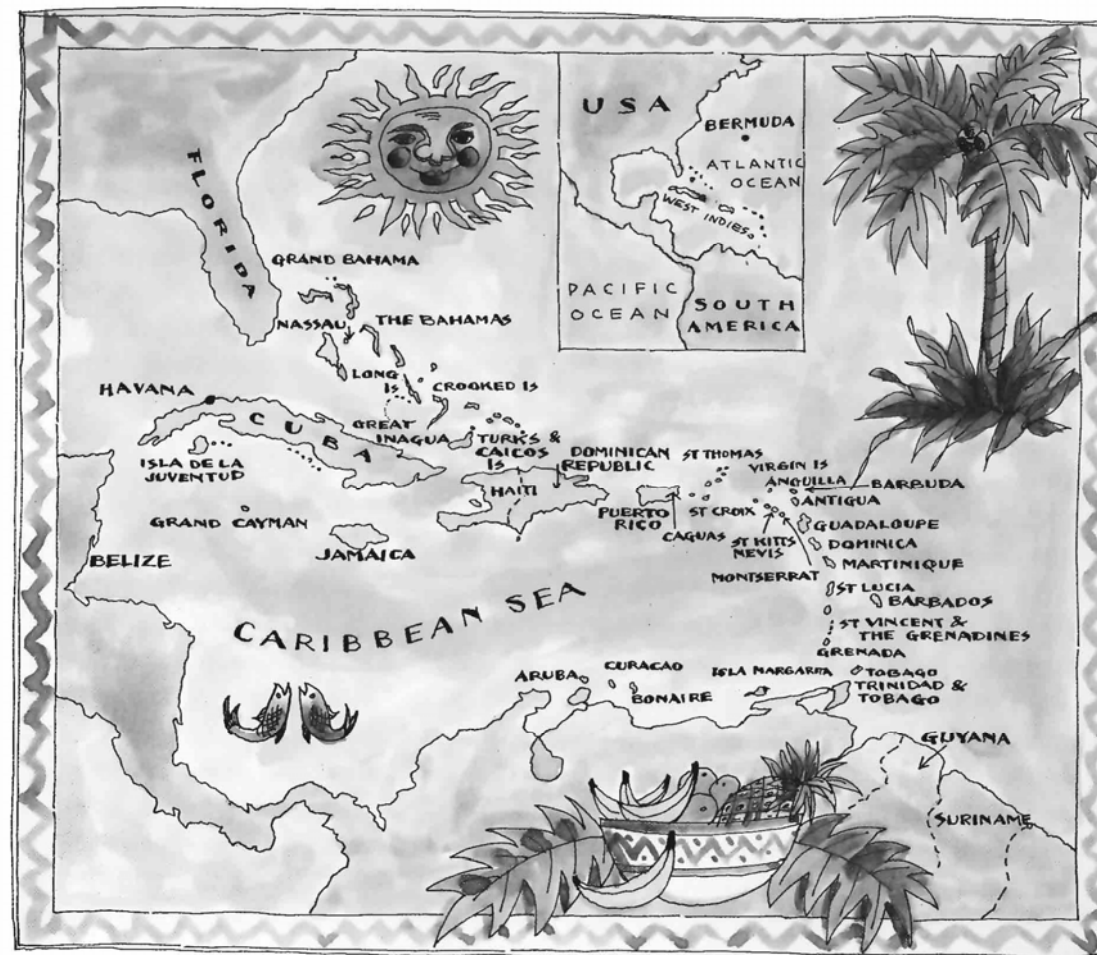 USA
BERMUDA
ATLANTIC
OCEAN
WEST INDIES
PACIFIC
OCEAN
SOUTH
AMERICA
FLORIDA
GRAND BAHAMA
NASSAU
THE BAHAMAS
LONG
IS
CROOKED IS
HAVANA
CUBA
GREAT
INAGUA
TURKS &
CAICOS
IS
ISLA DE LA
JUVENTUD
DOMINICAN
REPUBLIC
HAITI
ST THOMAS
VIRGIN IS
ANGUILLA
BARBUDA
ANTIGUA
GRAND CAYMAN
JAMAICA
PUERTO
RICO
ST CROIX
CAGUAS
ST KITTS
NEVIS
GUADALOUPE
DOMINICA
MONTSERRAT
MARTINIQUE
BELIZE
ST LUCIA
BARBADOS
CARIBBEAN SEA
ST VINCENT &
THE GRENADINES
GRENADA
ARUBA
CURACAO
BONAIRE
ISLA MARGARITA
TOBAGO
TRINIDAD &
TOBAGO
GUYANA
SURINAME